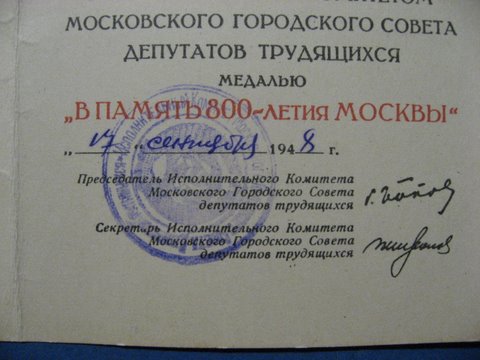 МОСКОВСКОГО ГОРОДСКОГО СОВЕТА
ДЕПУТАТОВ ТРУДЯЩИХСЯ
МЕДАЛЬЮ
„В ПАМЯТЬ 800-ЛЕТИЯ МОСКВЫ“
„17“ сентября 1948 г.
Председатель Исполнительного Комитета
Московского Городского Совета
депутатов трудящихся
Г. Попов
Секретарь Исполнительного Комитета
Московского Городского Совета
депутатов трудящихся